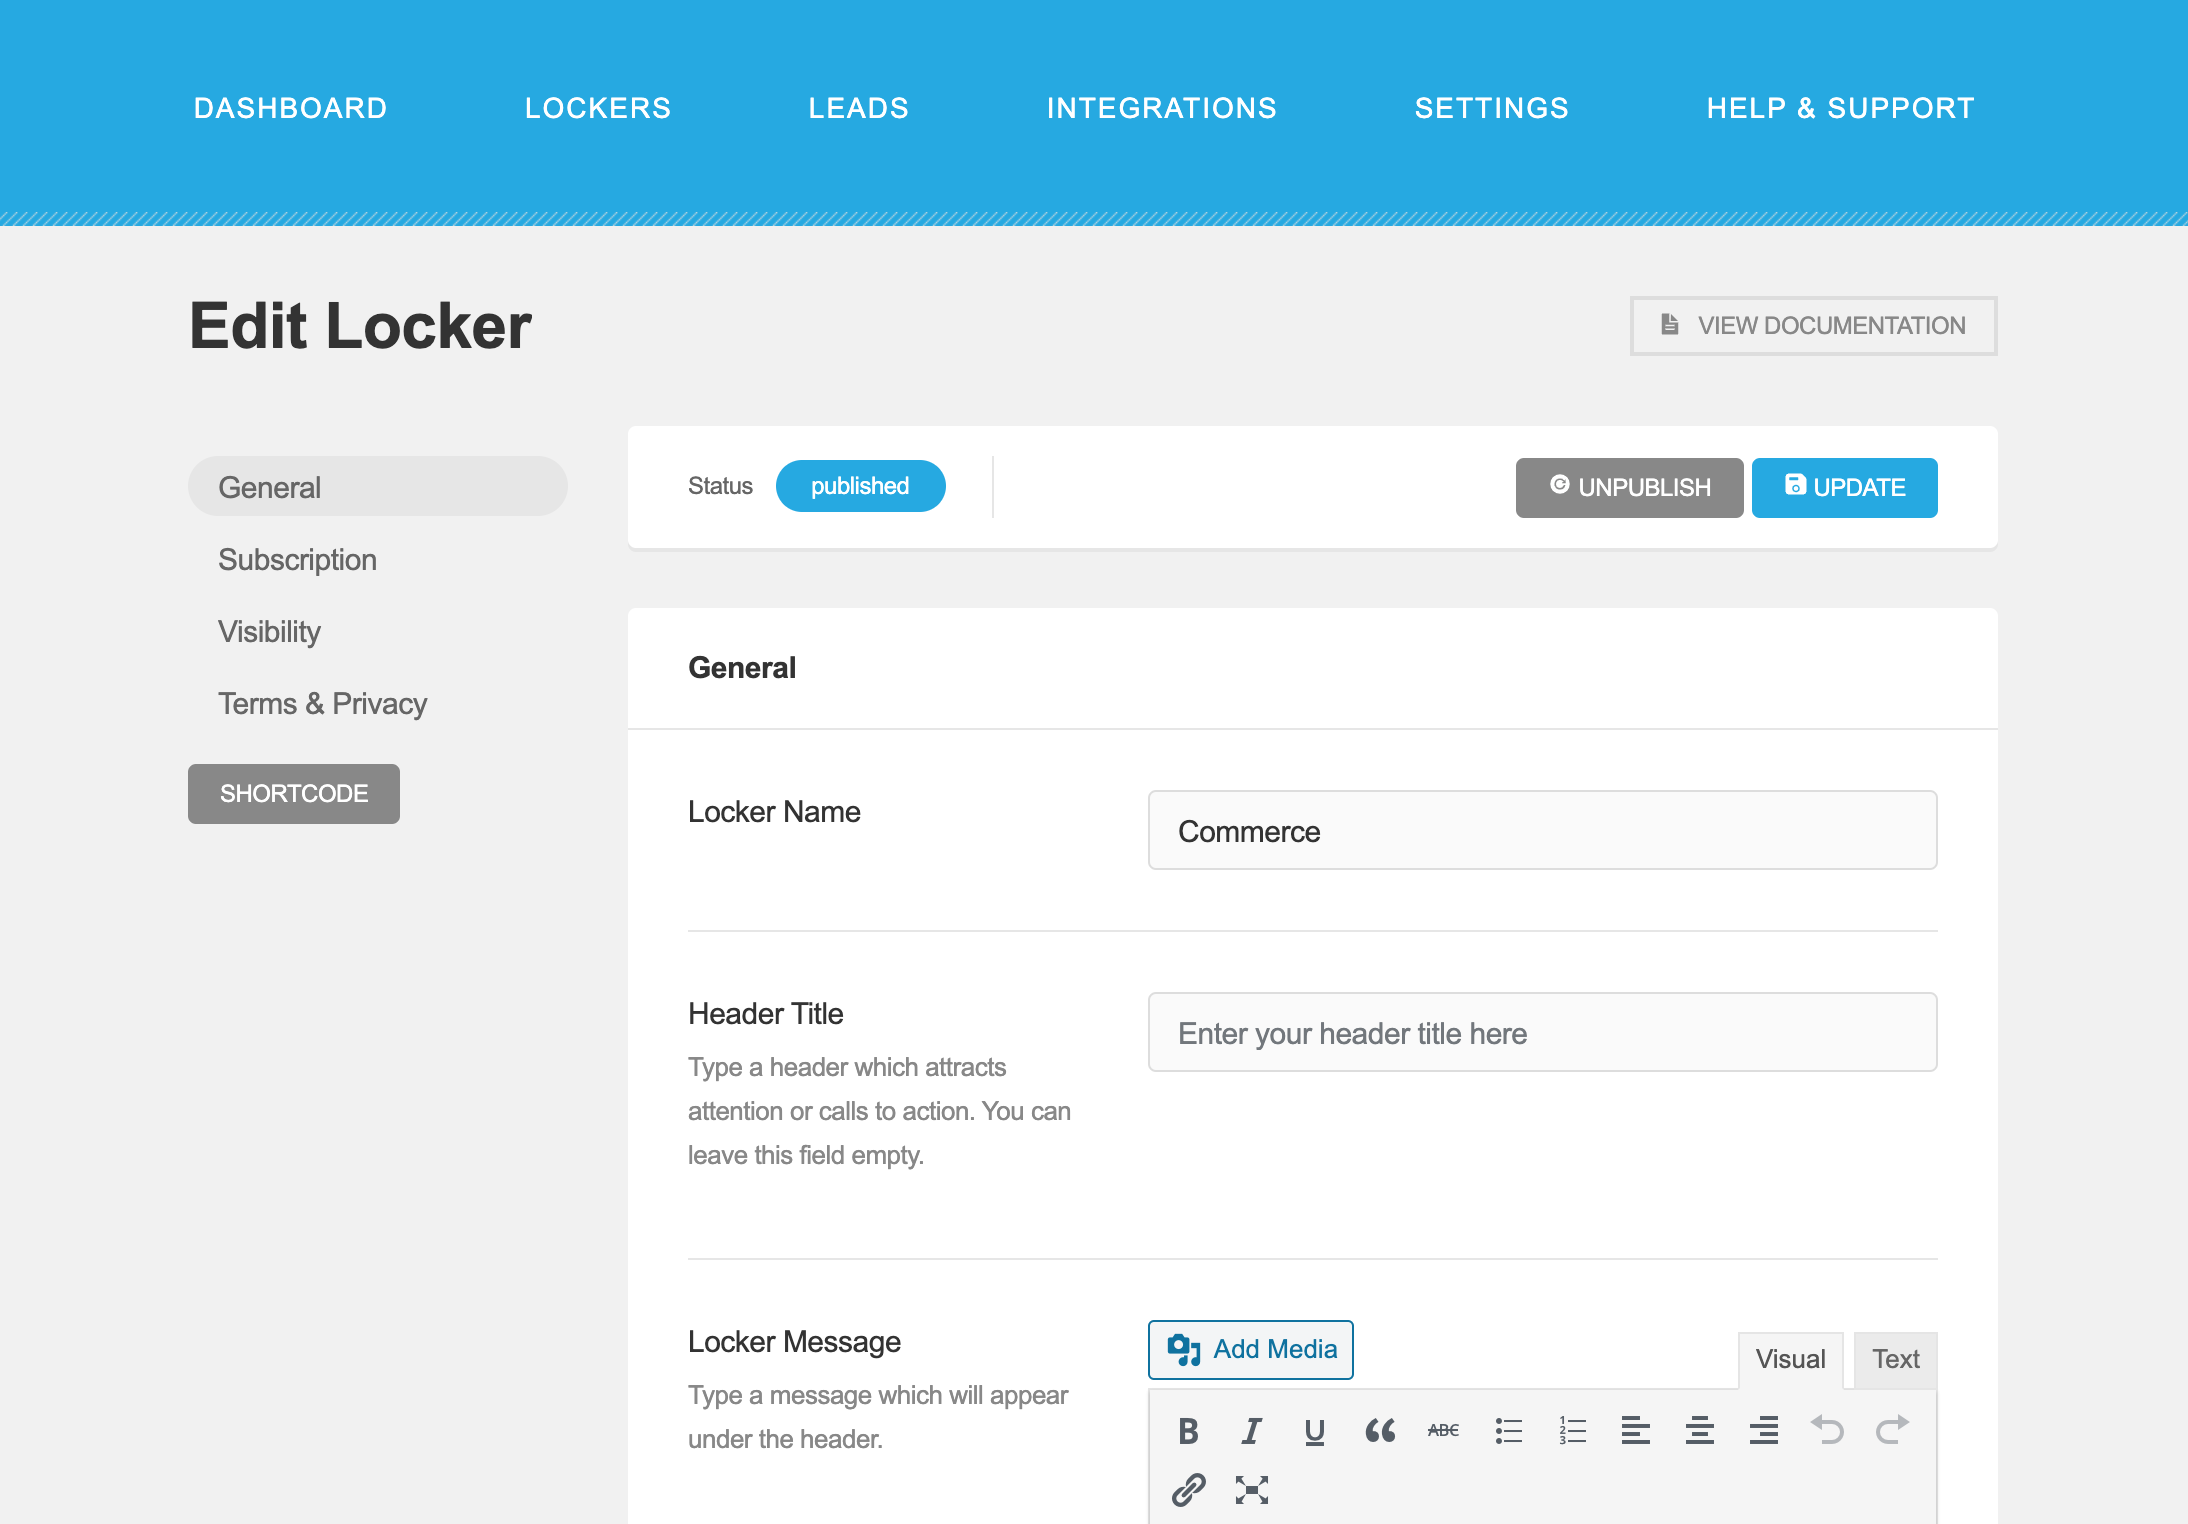 DASHBOARD LOCKERS LEADS INTEGRATIONS SETTINGS HELP & SUPPORT
Edit Locker
VIEW DOCUMENTATION
General
Subscription
Visibility
Terms & Privacy
SHORTCODE
Status published
UNPUBLISH UPDATE
General
Locker Name
Commerce
Header Title
Type a header which attracts
attention or calls to action. You can
leave this field empty.
Enter your header title here
Locker Message
Type a message which will appear
under the header.
Add Media
Visual Text
B I U ABC